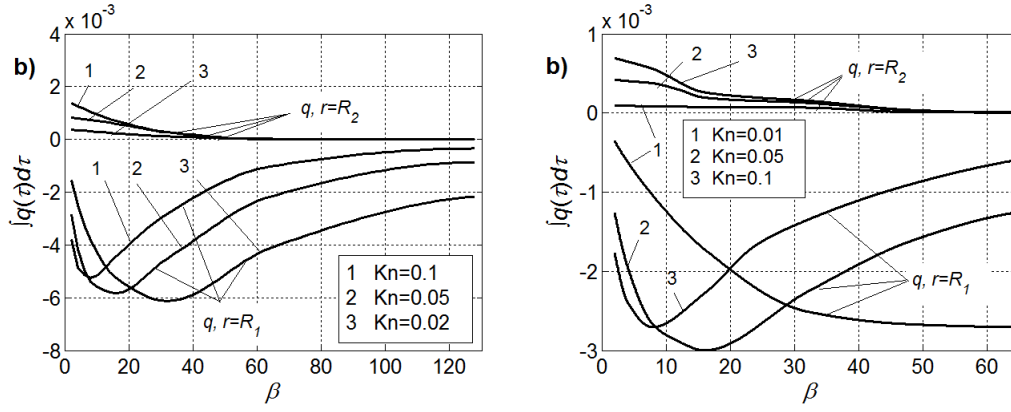 b)
x 10⁻³
4
2
0
-2
-4
-6
-8
∫q(τ)dτ
1
2
3
q, r=R₂
1
2
3
q, r=R₁
1 Kn=0.1
2 Kn=0.05
3 Kn=0.02
0 20 40 60 80 100 120
β
b)
x 10⁻³
1
0
-1
-2
-3
∫q(τ)dτ
2
3
q, r=R₂
1
1 Kn=0.01
2 Kn=0.05
3 Kn=0.1
2
3
q, r=R₁
0 10 20 30 40 50 60
β